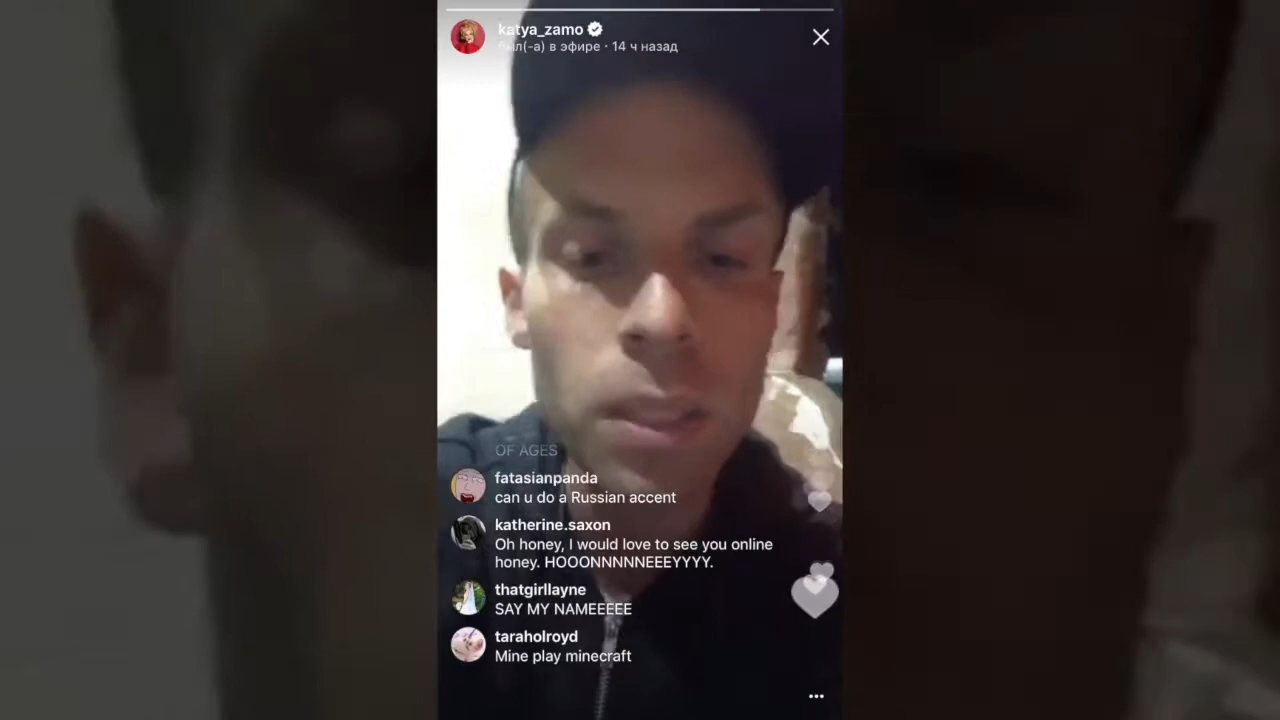 katya_zamo
был(-а) в эфире · 14 ч назад
OF AGES
fatasianpanda
can u do a Russian accent
katherine.saxon
Oh honey, I would love to see you online
honey. HOOONNNNNEEEYYYY.
thatgirllayne
SAY MY NAMEEEEE
taraholroyd
Mine play minecraft